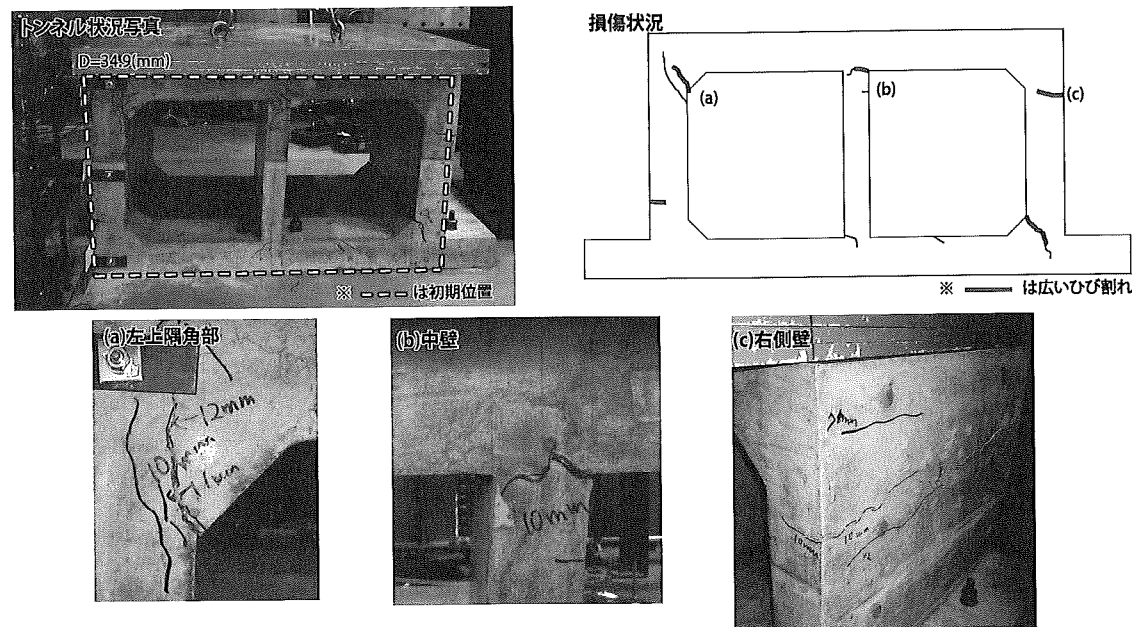 トンネル状況写真
D=34.9(mm)
※ ---- は初期位置
損傷状況
(a)
(b)
(c)
※ ━━ は広いひび割れ
(a)左上隅角部
12mm
10mm
(b)中壁
10mm
(c)右側壁
10mm
10mm